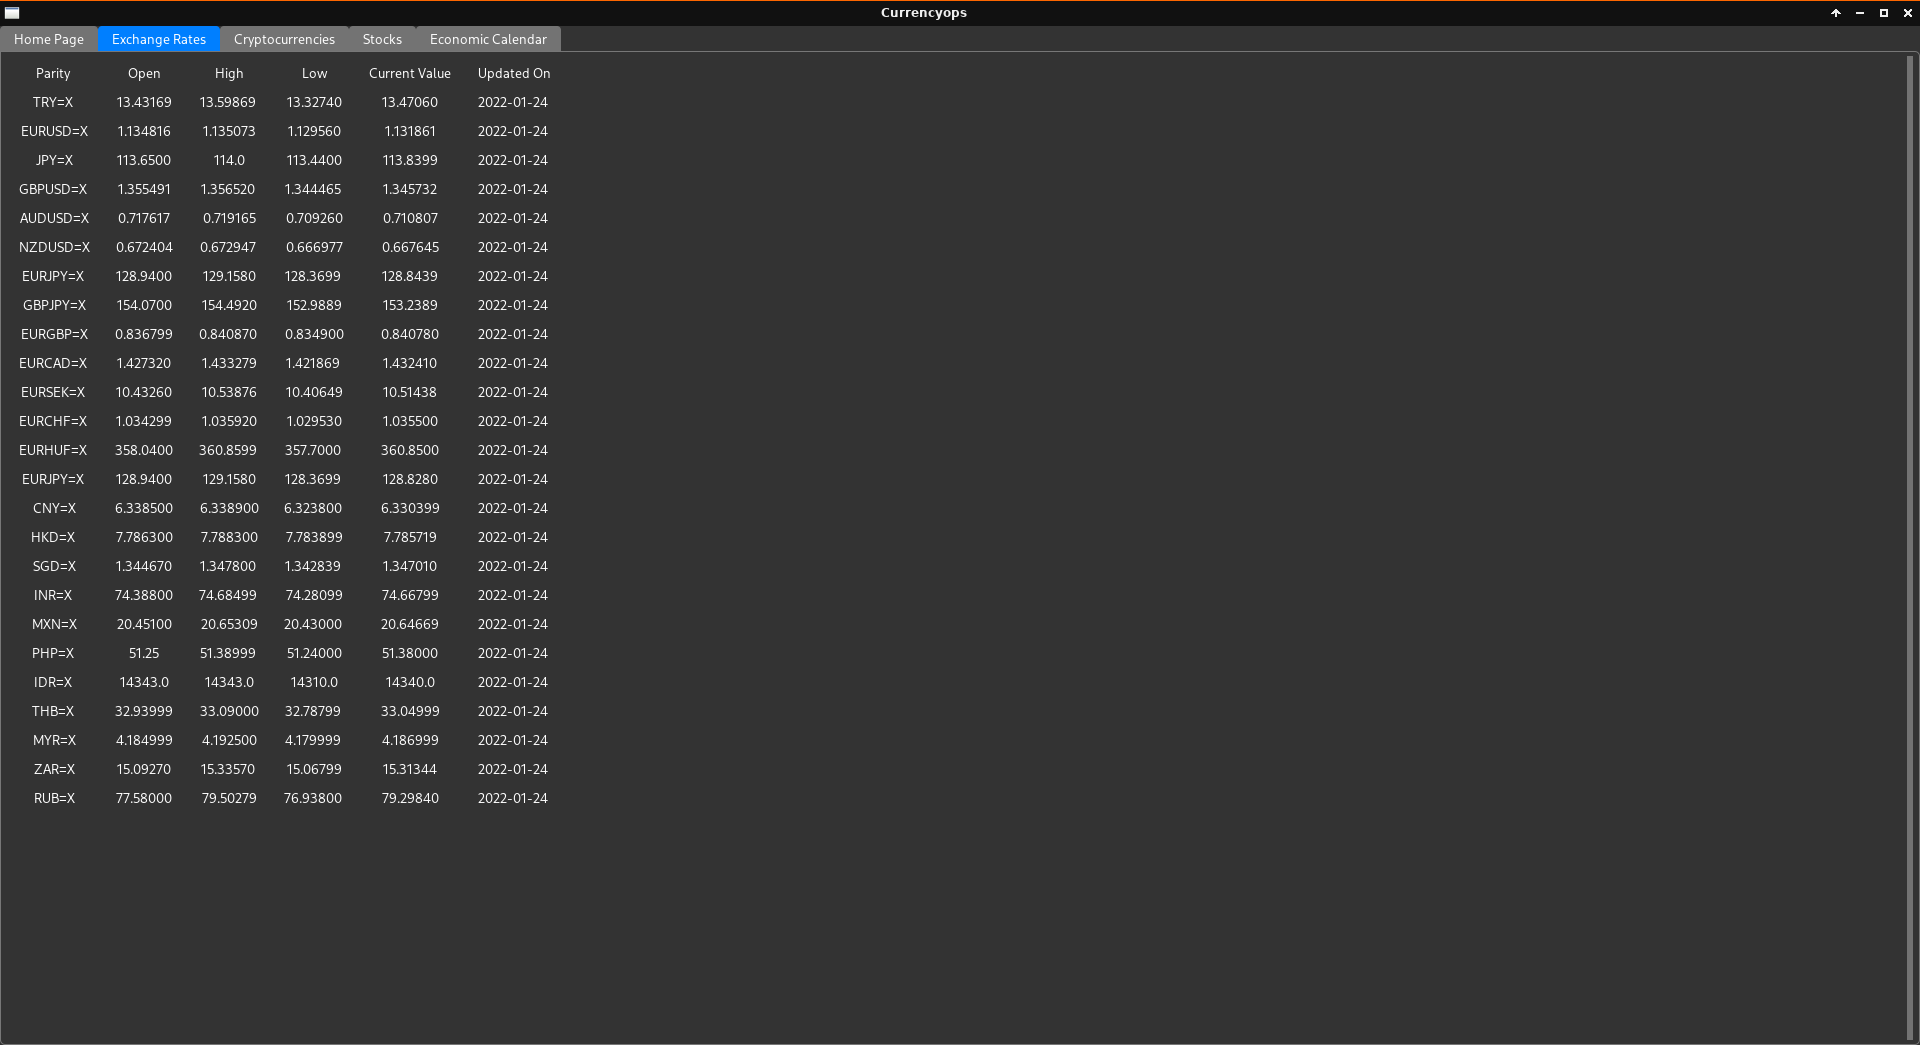 Currencyops
Home Page Exchange Rates Cryptocurrencies Stocks Economic Calendar
Parity Open High Low Current Value Updated On
TRY=X 13.43169 13.59869 13.32740 13.47060 2022-01-24
EURUSD=X 1.134816 1.135073 1.129560 1.131861 2022-01-24
JPY=X 113.6500 114.0 113.4400 113.8399 2022-01-24
GBPUSD=X 1.355491 1.356520 1.344465 1.345732 2022-01-24
AUDUSD=X 0.717617 0.719165 0.709260 0.710807 2022-01-24
NZDUSD=X 0.672404 0.672947 0.666977 0.667645 2022-01-24
EURJPY=X 128.9400 129.1580 128.3699 128.8439 2022-01-24
GBPJPY=X 154.0700 154.4920 152.9889 153.2389 2022-01-24
EURGBP=X 0.836799 0.840870 0.834900 0.840780 2022-01-24
EURCAD=X 1.427320 1.433279 1.421869 1.432410 2022-01-24
EURSEK=X 10.43260 10.53876 10.40649 10.51438 2022-01-24
EURCHF=X 1.034299 1.035920 1.029530 1.035500 2022-01-24
EURHUF=X 358.0400 360.8599 357.7000 360.8500 2022-01-24
EURJPY=X 128.9400 129.1580 128.3699 128.8280 2022-01-24
CNY=X 6.338500 6.338900 6.323800 6.330399 2022-01-24
HKD=X 7.786300 7.788300 7.783899 7.785719 2022-01-24
SGD=X 1.344670 1.347800 1.342839 1.347010 2022-01-24
INR=X 74.38800 74.68499 74.28099 74.66799 2022-01-24
MXN=X 20.45100 20.65309 20.43000 20.64669 2022-01-24
PHP=X 51.25 51.38999 51.24000 51.38000 2022-01-24
IDR=X 14343.0 14343.0 14310.0 14340.0 2022-01-24
THB=X 32.93999 33.09000 32.78799 33.04999 2022-01-24
MYR=X 4.184999 4.192500 4.179999 4.186999 2022-01-24
ZAR=X 15.09270 15.33570 15.06799 15.31344 2022-01-24
RUB=X 77.58000 79.50279 76.93800 79.29840 2022-01-24